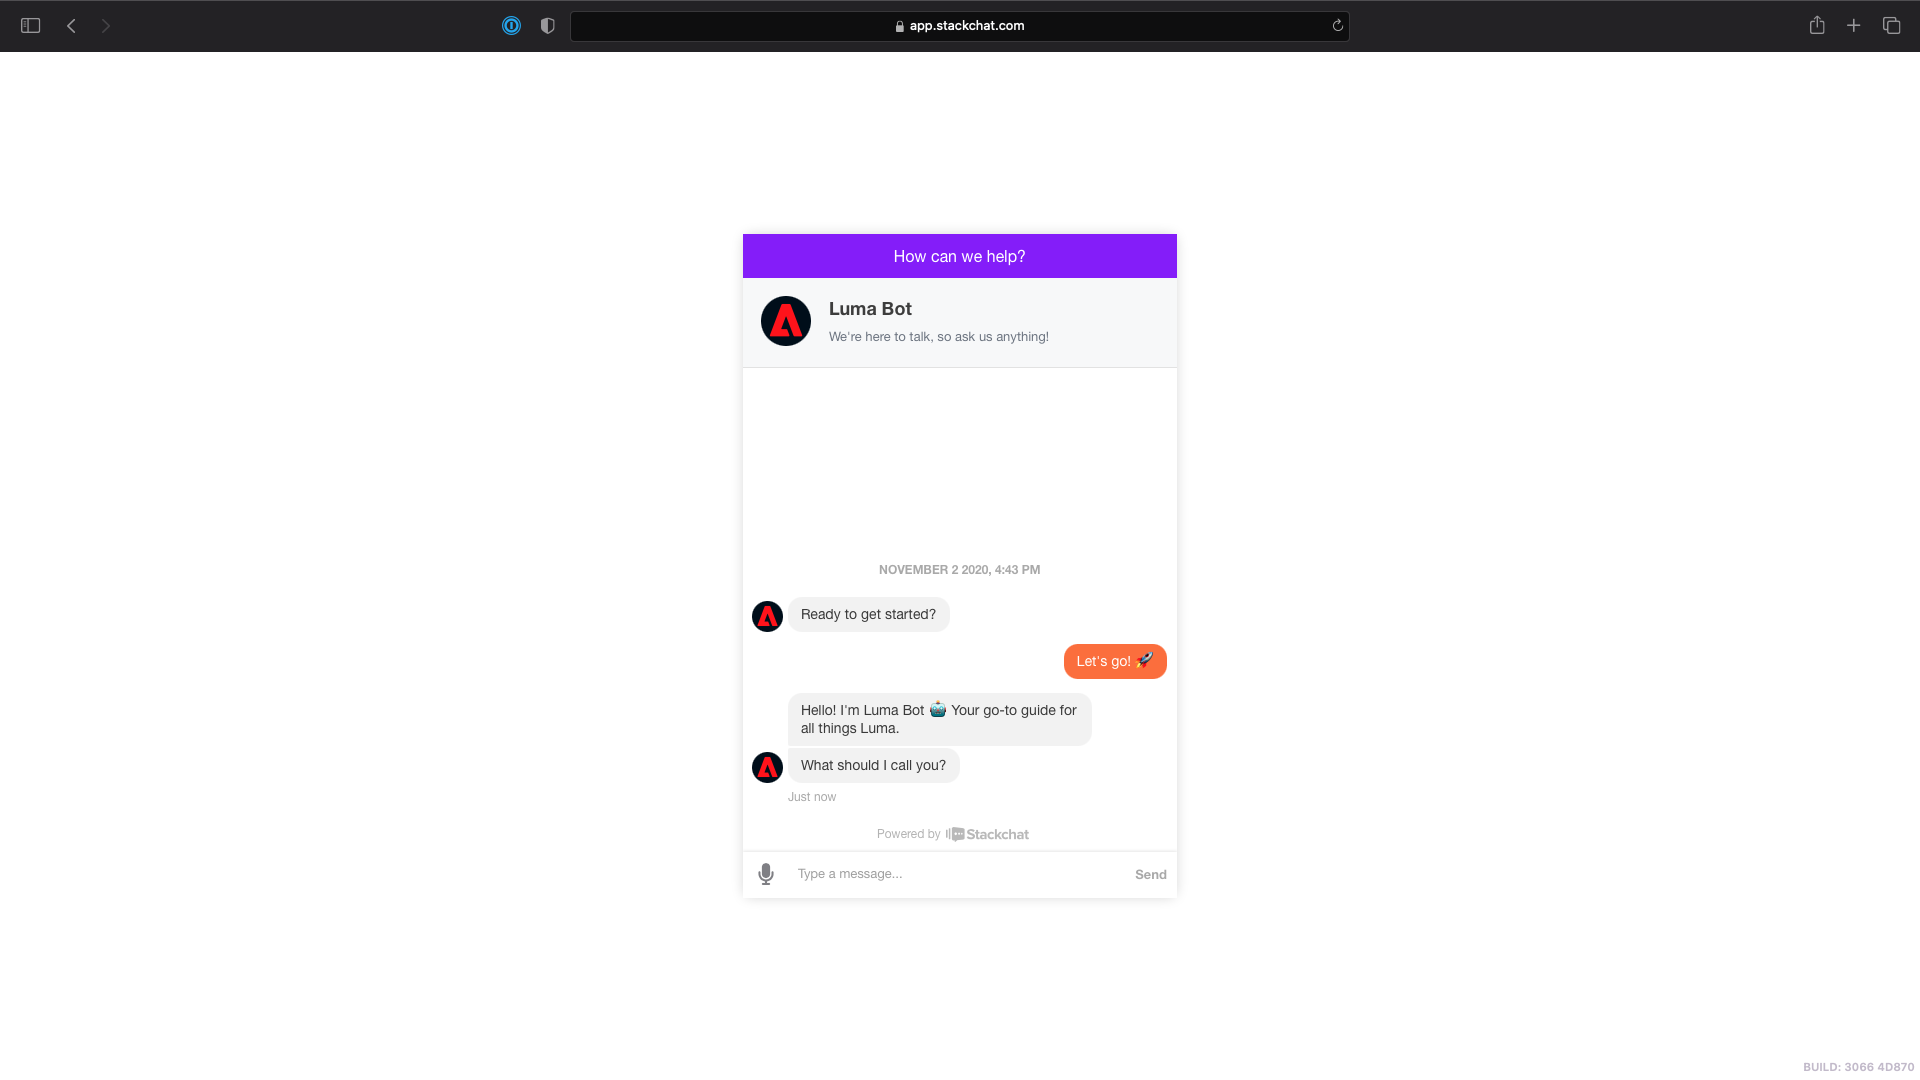 app.stackchat.com
How can we help?
Luma Bot
We're here to talk, so ask us anything!
NOVEMBER 2 2020, 4:43 PM
Ready to get started?
Let's go! 🚀
Hello! I'm Luma Bot 🤖 Your go-to guide for
all things Luma.
What should I call you?
Just now
Powered by Stackchat
Type a message...
Send
BUILD: 3066 4D870